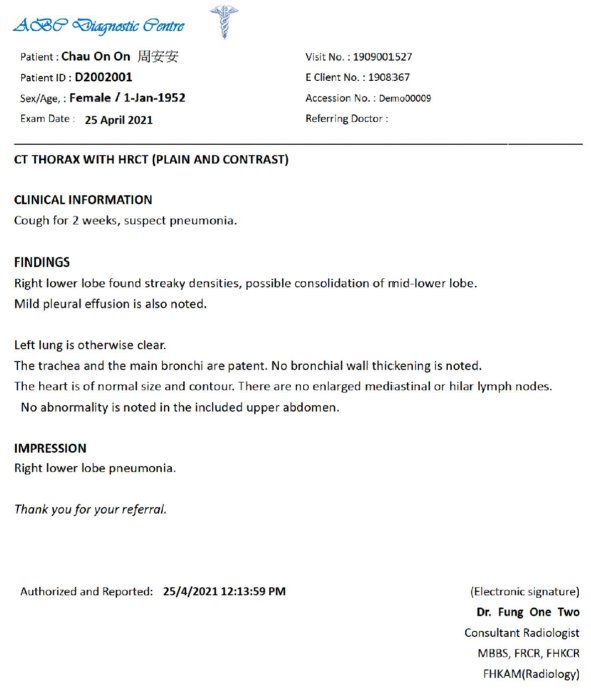 ABC Diagnostic Centre
Patient : Chau On On 周安安
Visit No. : 1909001527
Patient ID : D2002001
E Client No. : 1908367
Sex/Age, : Female / 1-Jan-1952
Accession No. : Demo00009
Exam Date : 25 April 2021
Referring Doctor :
CT THORAX WITH HRCT (PLAIN AND CONTRAST)
CLINICAL INFORMATION
Cough for 2 weeks, suspect pneumonia.
FINDINGS
Right lower lobe found streaky densities, possible consolidation of mid-lower lobe.
Mild pleural effusion is also noted.
Left lung is otherwise clear.
The trachea and the main bronchi are patent. No bronchial wall thickening is noted.
The heart is of normal size and contour. There are no enlarged mediastinal or hilar lymph nodes.
No abnormality is noted in the included upper abdomen.
IMPRESSION
Right lower lobe pneumonia.
Thank you for your referral.
Authorized and Reported: 25/4/2021 12:13:59 PM
(Electronic signature)
Dr. Fung One Two
Consultant Radiologist
MBBS, FRCR, FHKCR
FHKAM(Radiology)